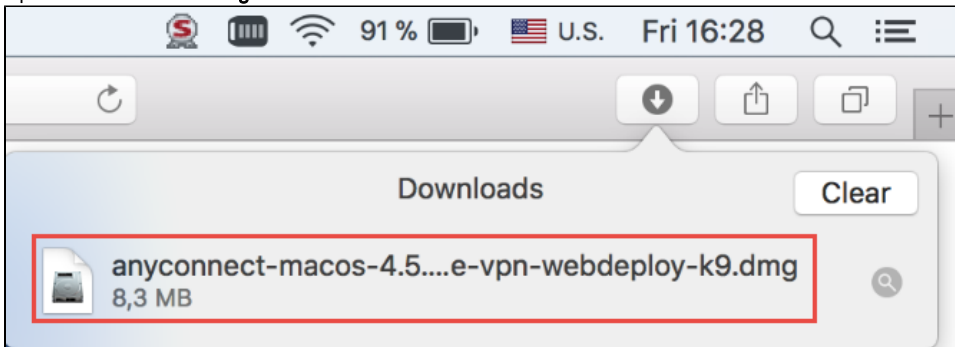 91 % U.S. Fri 16:28
Downloads Clear
anyconnect-macos-4.5....e-vpn-webdeploy-k9.dmg
8,3 MB